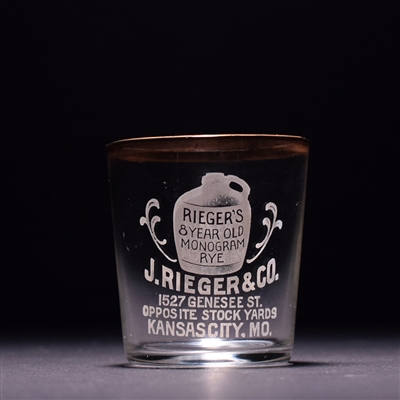 RIEGER'S
8 YEAR OLD
MONOGRAM
RYE
J. RIEGER & CO.
1527 GENESEE ST.
OPPOSITE STOCK YARDS
KANSAS CITY, MO.